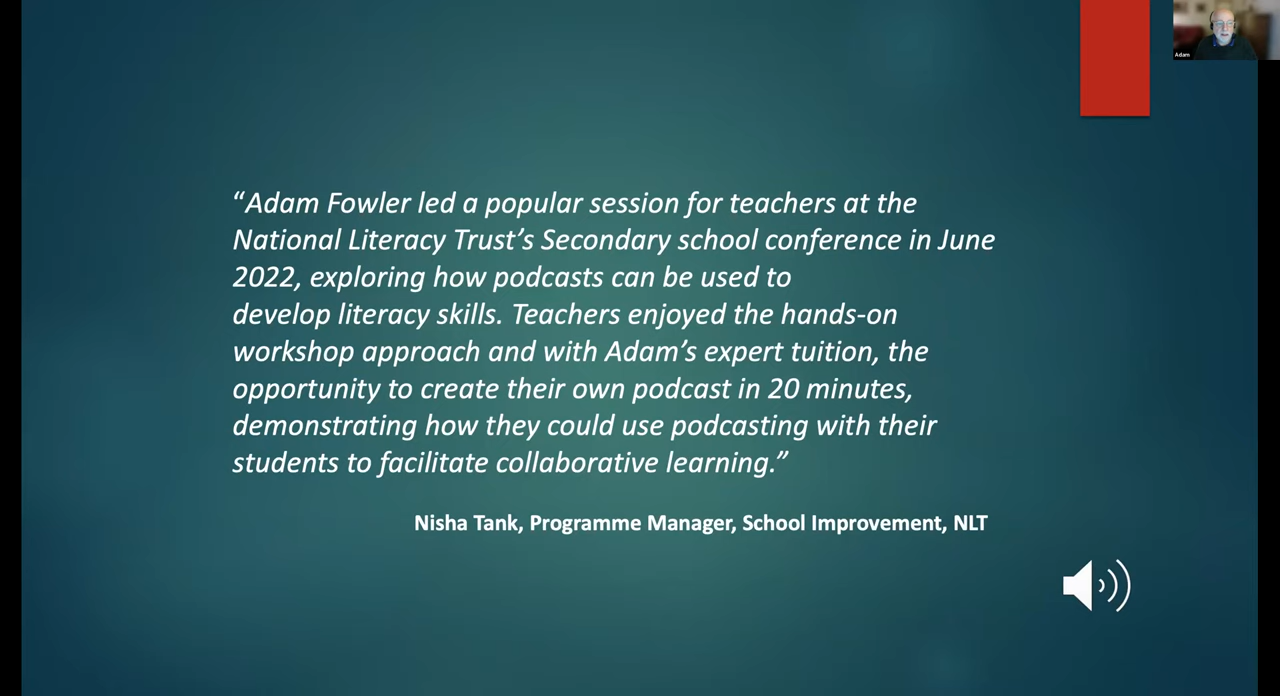 Adam
“Adam Fowler led a popular session for teachers at the
National Literacy Trust’s Secondary school conference in June
2022, exploring how podcasts can be used to
develop literacy skills. Teachers enjoyed the hands-on
workshop approach and with Adam’s expert tuition, the
opportunity to create their own podcast in 20 minutes,
demonstrating how they could use podcasting with their
students to facilitate collaborative learning.”
Nisha Tank, Programme Manager, School Improvement, NLT